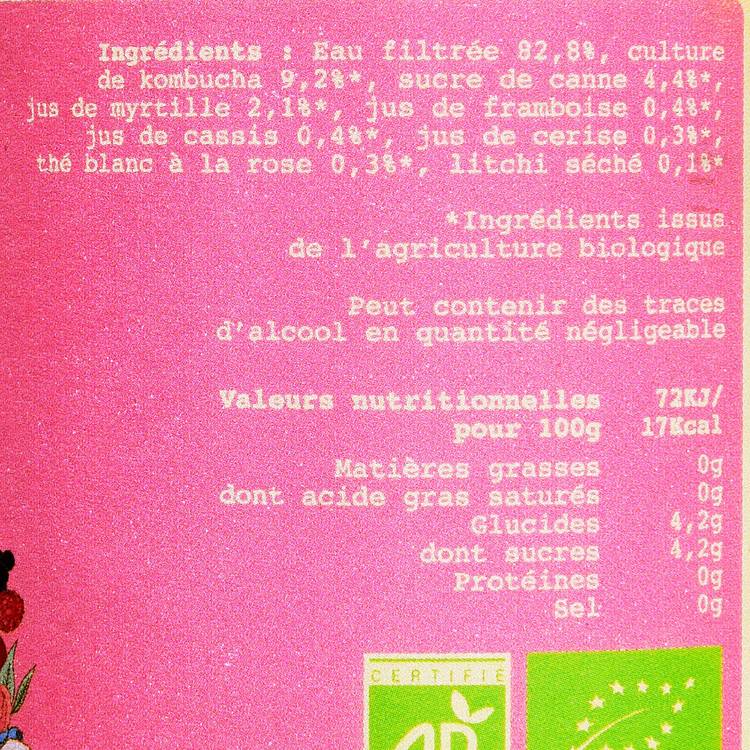 Ingrédients : Eau filtrée 82,8%, culture
de kombucha 9,2%*, sucre de canne 4,4%*,
jus de myrtille 2,1%*, jus de framboise 0,4%*,
jus de cassis 0,4%*, jus de cerise 0,3%*,
thé blanc à la rose 0,3%*, litchi séché 0,1%*
*Ingrédients issus
de l'agriculture biologique
Peut contenir des traces
d'alcool en quantité négligeable
Valeurs nutritionnelles 72KJ/
pour 100g 17Kcal
Matières grasses 0g
dont acide gras saturés 0g
Glucides 4,2g
dont sucres 4,2g
Protéines 0g
Sel 0g
CERTIFIÉ
AB